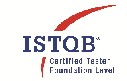 ISTQB®
Certified Tester
Foundation Level